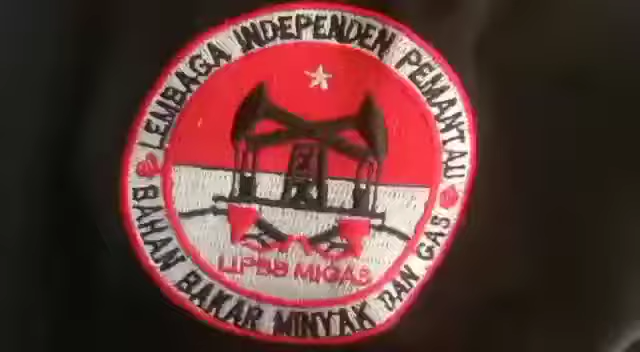 LEMBAGA INDEPENDEN PEMANTAU
BAHAN BAKAR MINYAK DAN GAS
LIPBB MIGAS